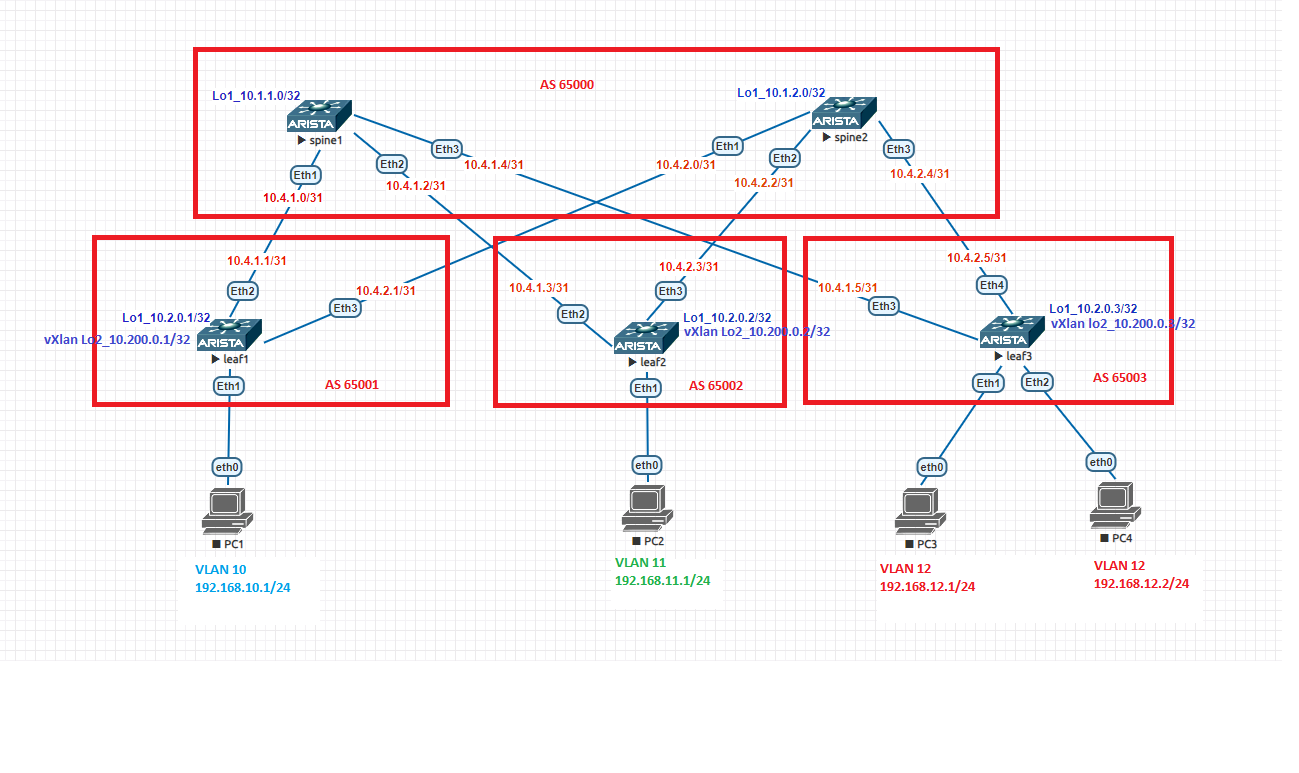 AS 65000
Lo1_10.1.1.0/32
ARISTA
spine1
Lo1_10.1.2.0/32
ARISTA
spine2
Eth1
Eth2
Eth3
10.4.1.0/31
10.4.1.2/31
10.4.1.4/31
Eth1
Eth2
Eth3
10.4.2.0/31
10.4.2.2/31
10.4.2.4/31
10.4.1.1/31
Eth2
10.4.2.1/31
Eth3
Lo1_10.2.0.1/32
vXlan Lo2_10.200.0.1/32
ARISTA
leaf1
Eth1
AS 65001
10.4.1.3/31
Eth2
10.4.2.3/31
Eth3
Lo1_10.2.0.2/32
vXlan Lo2_10.200.0.2/32
ARISTA
leaf2
Eth1
AS 65002
10.4.1.5/31
Eth3
10.4.2.5/31
Eth4
Lo1_10.2.0.3/32
vXlan lo2_10.200.0.3/32
ARISTA
leaf3
Eth1
Eth2
AS 65003
eth0
PC1
VLAN 10
192.168.10.1/24
eth0
PC2
VLAN 11
192.168.11.1/24
eth0
PC3
VLAN 12
192.168.12.1/24
eth0
PC4
VLAN 12
192.168.12.2/24